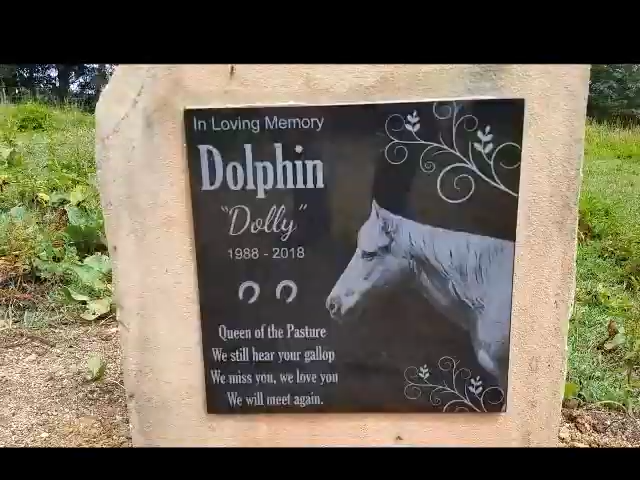 In Loving Memory
Dolphin
"Dolly"
1988 - 2018
Queen of the Pasture
We still hear your gallop
We miss you, we love you
We will meet again.